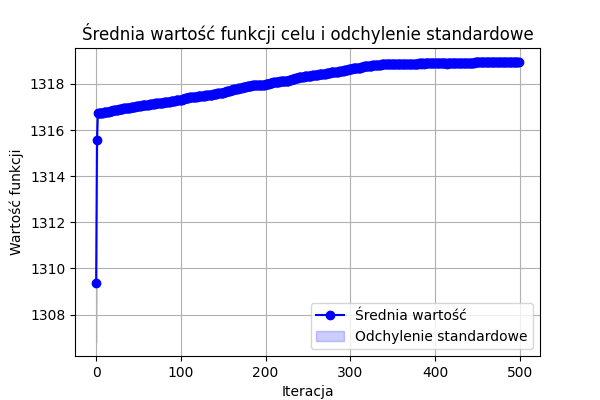 Średnia wartość funkcji celu i odchylenie standardowe
Wartość funkcji
1318
1316
1314
1312
1310
1308
Średnia wartość
Odchylenie standardowe
0 100 200 300 400 500
Iteracja